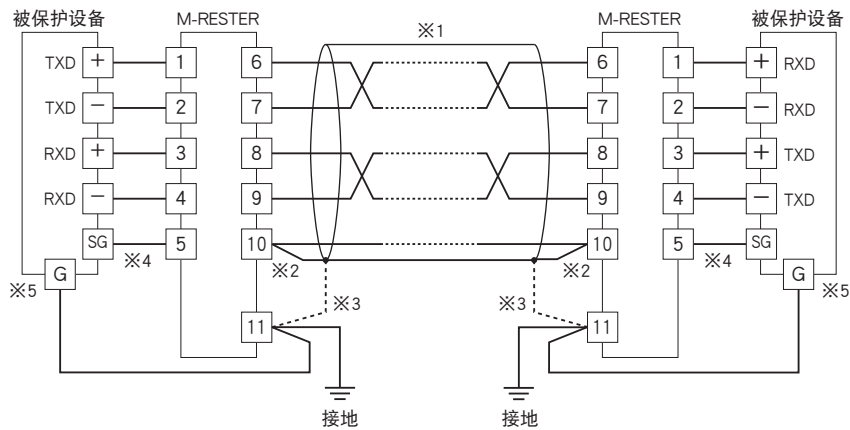 被保护设备 M-RESTER ※1 M-RESTER 被保护设备
TXD + 1 6 6 1 + RXD
TXD − 2 7 7 2 − RXD
RXD + 3 8 8 3 + TXD
RXD − 4 9 9 4 − TXD
SG 5 10 10 5 SG
※4 ※2 ※2 ※4
G G
※5 ※5
※3 ※3
11 11
接地 接地